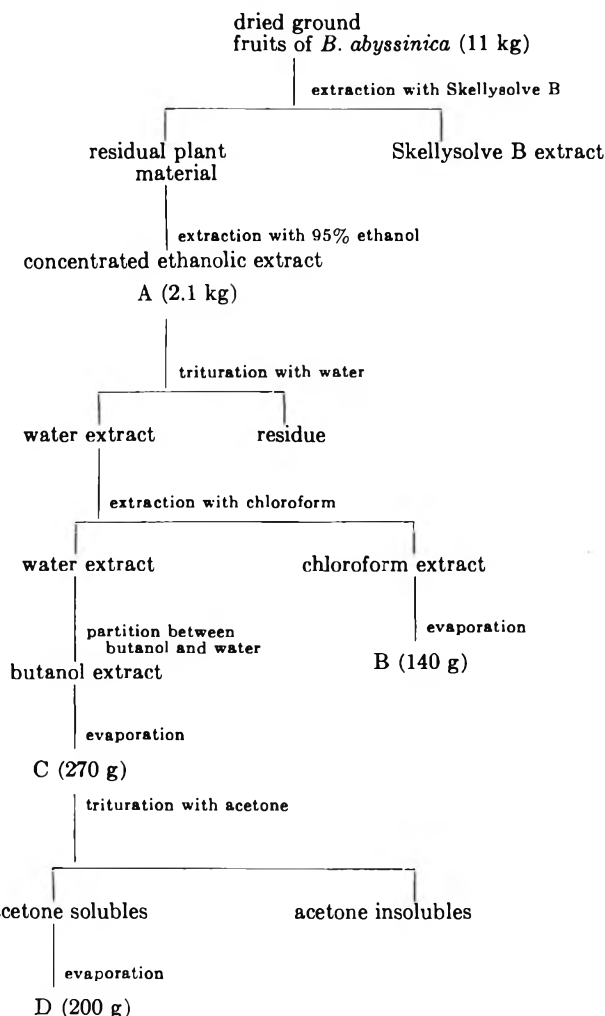 dried ground
fruits of B. abyssinica (11 kg)
extraction with Skellysolve B
residual plant
material
Skellysolve B extract
extraction with 95% ethanol
concentrated ethanolic extract
A (2.1 kg)
trituration with water
water extract
residue
extraction with chloroform
water extract
chloroform extract
partition between
butanol and water
evaporation
butanol extract
B (140 g)
evaporation
C (270 g)
trituration with acetone
cetone solubles
acetone insolubles
evaporation
D (200 g)